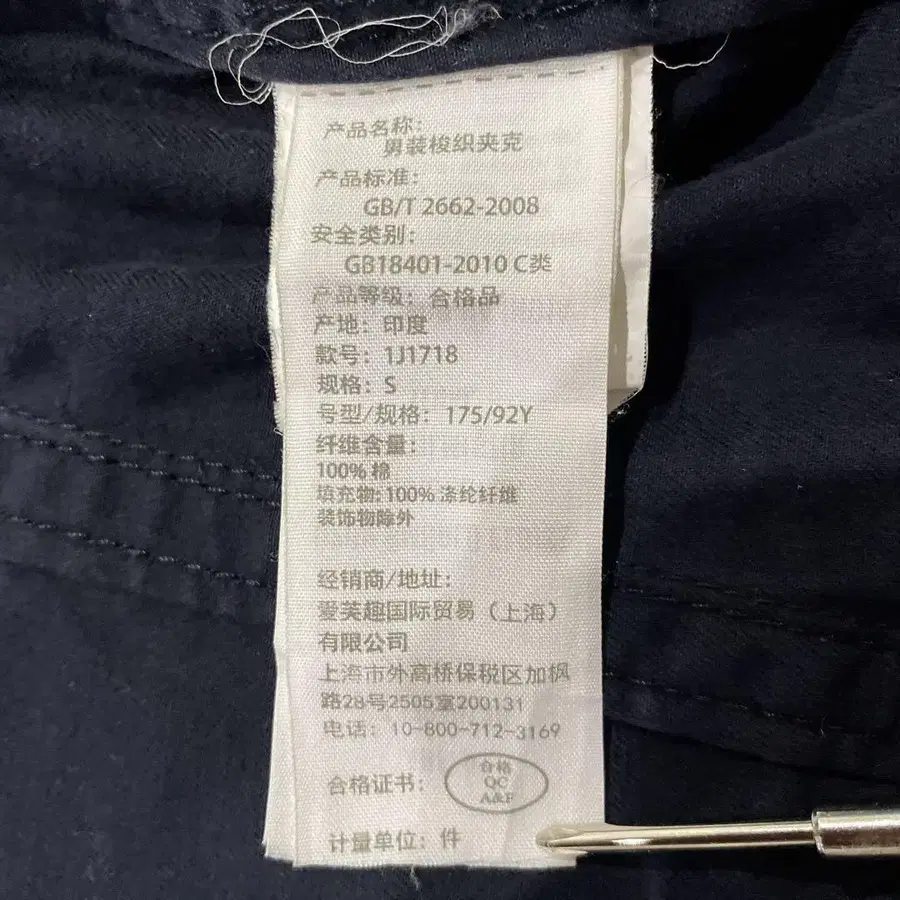 产品名称:
男装梭织夹克
产品标准:
GB/T 2662-2008
安全类别:
GB18401-2010 C类
产品等级: 合格品
产地: 印度
款号: 1J1718
规格: S
号型/规格: 175/92Y
纤维含量:
100% 棉
填充物: 100% 涤纶纤维
装饰物除外
经销商/地址:
爱芙趣国际贸易（上海）
有限公司
上海市外高桥保税区加枫
路28号2505室200131
电话: 10-800-712-3169
合格证书:
合格
QC
A&F
计量单位: 件